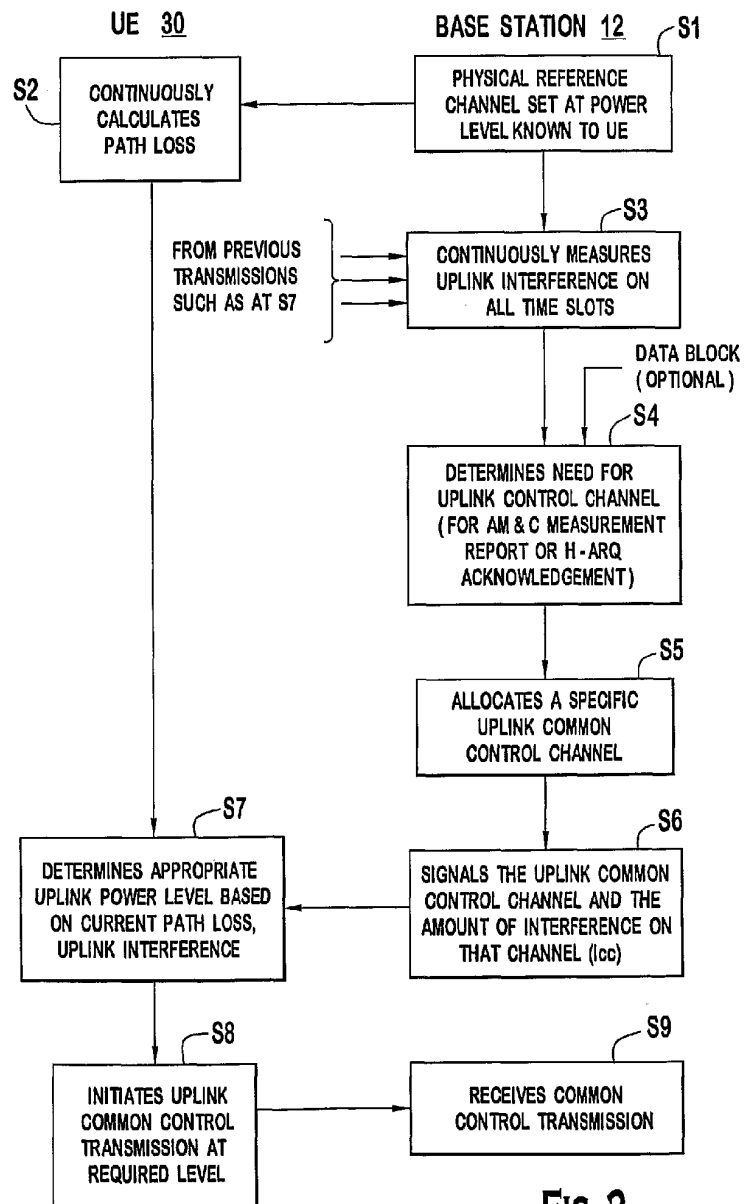 UE 30
BASE STATION 12
S1
PHYSICAL REFERENCE
CHANNEL SET AT POWER
LEVEL KNOWN TO UE
S2
CONTINUOUSLY
CALCULATES
PATH LOSS
S3
FROM PREVIOUS
TRANSMISSIONS
SUCH AS AT S7
CONTINUOUSLY MEASURES
UPLINK INTERFERENCE ON
ALL TIME SLOTS
DATA BLOCK
(OPTIONAL)
S4
DETERMINES NEED FOR
UPLINK CONTROL CHANNEL
(FOR AM & C MEASUREMENT
REPORT OR H-ARQ
ACKNOWLEDGEMENT)
S5
ALLOCATES A SPECIFIC
UPLINK COMMON
CONTROL CHANNEL
S6
SIGNALS THE UPLINK COMMON
CONTROL CHANNEL AND THE
AMOUNT OF INTERFERENCE ON
THAT CHANNEL (Icc)
S7
DETERMINES APPROPRIATE
UPLINK POWER LEVEL BASED
ON CURRENT PATH LOSS,
UPLINK INTERFERENCE
S8
INITIATES UPLINK
COMMON CONTROL
TRANSMISSION AT
REQUIRED LEVEL
S9
RECEIVES COMMON
CONTROL TRANSMISSION